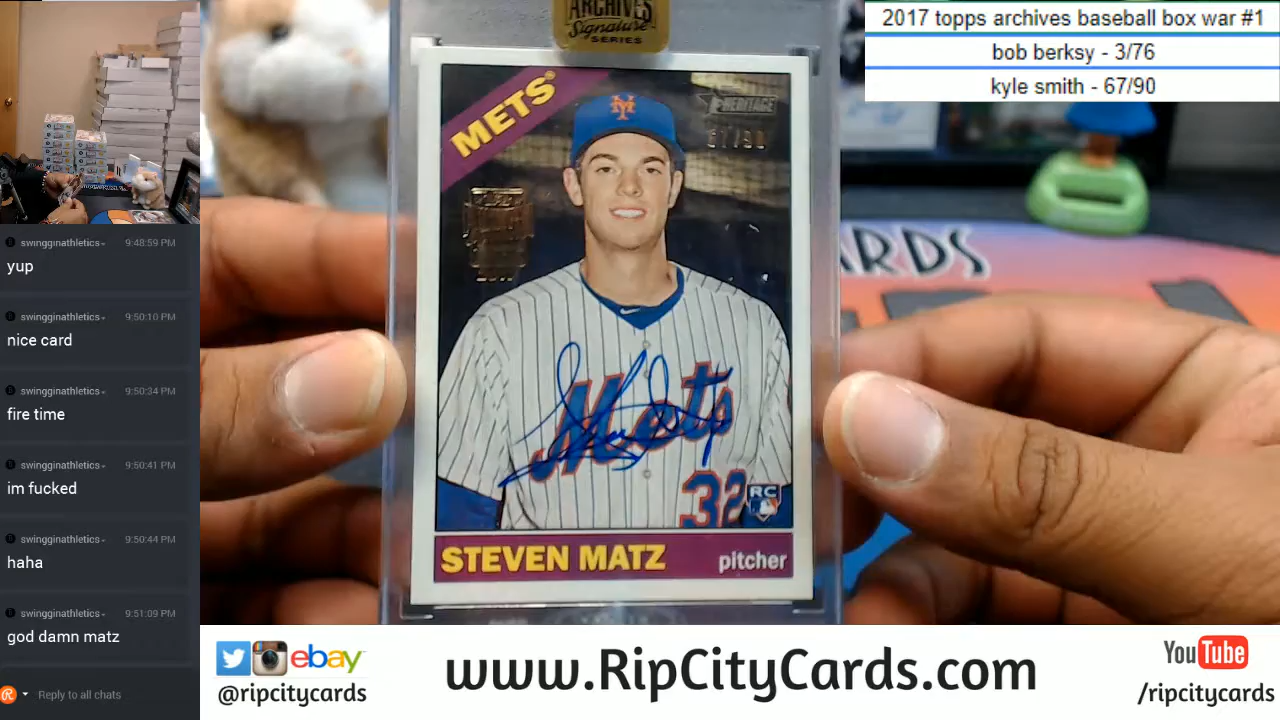 2017 topps archives baseball box war #1
bob berksy - 3/76
kyle smith - 67/90
ARCHIVES
Signature
SERIES
METS
HERITAGE
67/90
Mets
32
RC
STEVEN MATZ
pitcher
swingginathletics 9:48:59 PM
yup
swingginathletics 9:50:10 PM
nice card
swingginathletics 9:50:34 PM
fire time
swingginathletics 9:50:41 PM
im fucked
swingginathletics 9:50:44 PM
haha
swingginathletics 9:51:09 PM
god damn matz
Reply to all chats
ebay
@ripcitycards
www.RipCityCards.com
YouTube
/ripcitycards